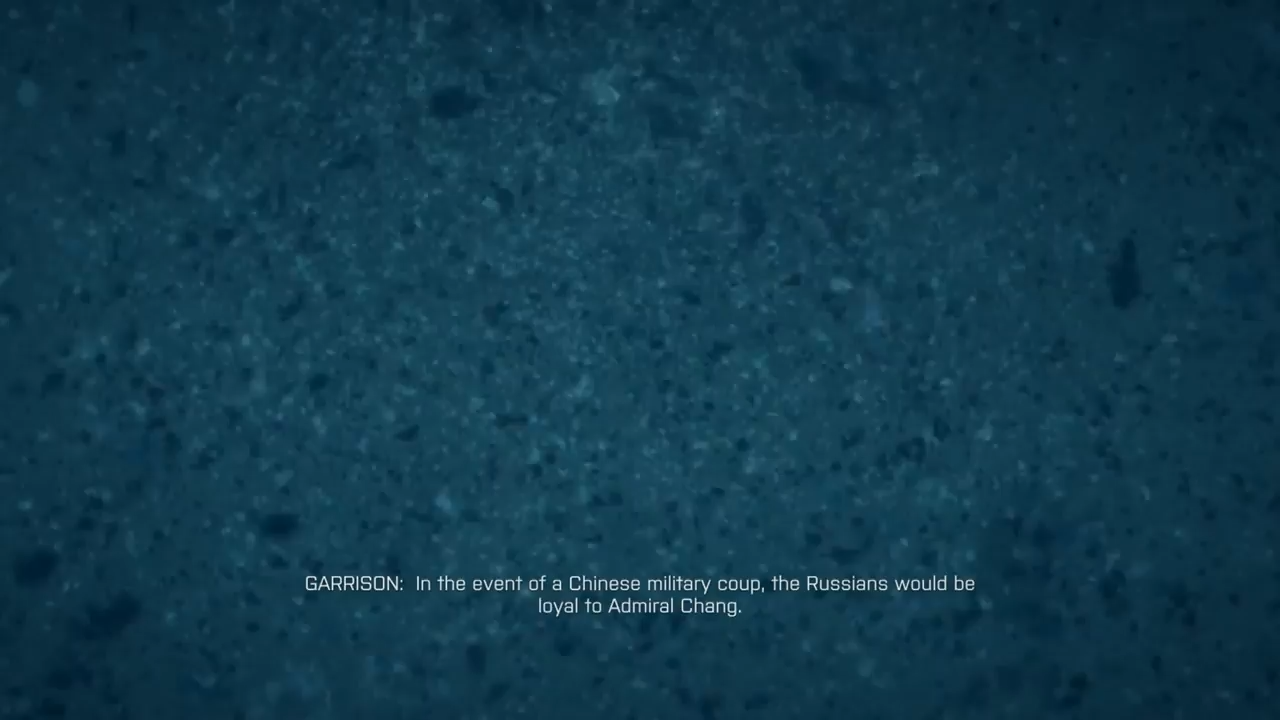 GARRISON:  In the event of a Chinese military coup, the Russians would be
loyal to Admiral Chang.